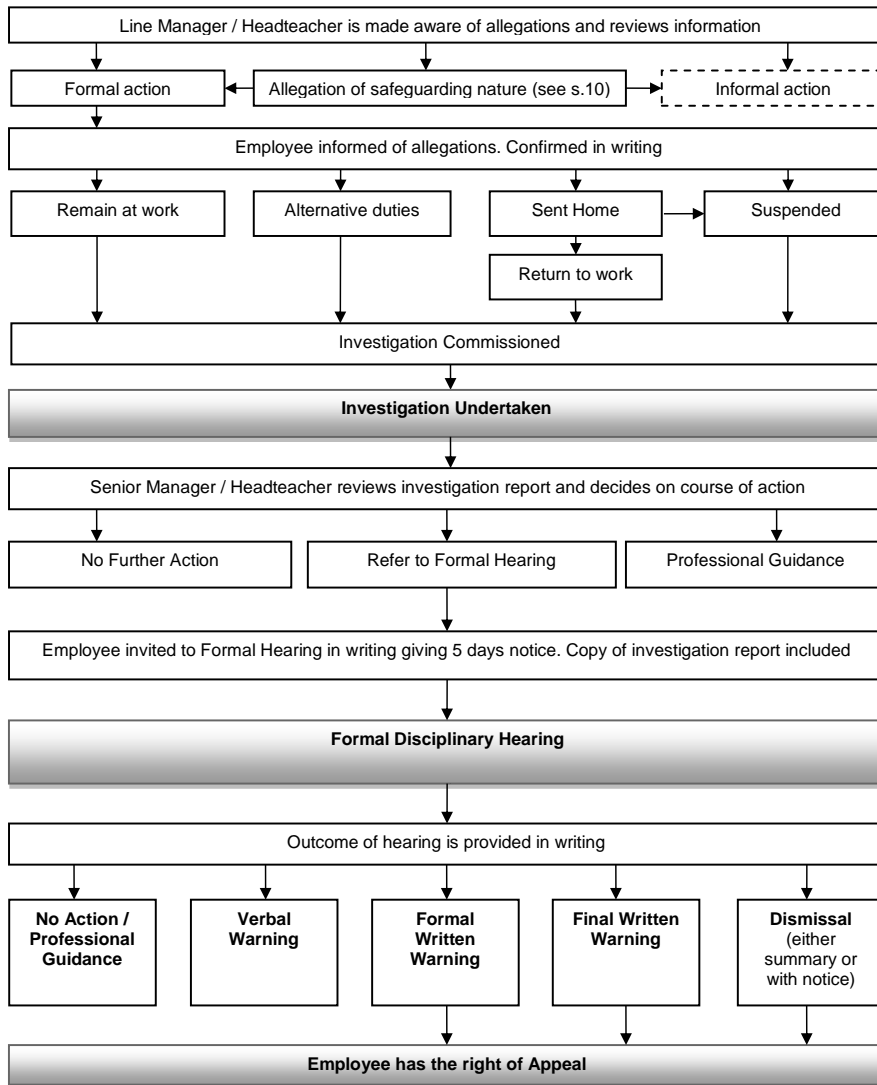 Line Manager / Headteacher is made aware of allegations and reviews information
Formal action
Allegation of safeguarding nature (see s.10)
Informal action
Employee informed of allegations. Confirmed in writing
Remain at work
Alternative duties
Sent Home
Suspended
Return to work
Investigation Commissioned
Investigation Undertaken
Senior Manager / Headteacher reviews investigation report and decides on course of action
No Further Action
Refer to Formal Hearing
Professional Guidance
Employee invited to Formal Hearing in writing giving 5 days notice. Copy of investigation report included
Formal Disciplinary Hearing
Outcome of hearing is provided in writing
No Action /
Professional
Guidance
Verbal
Warning
Formal
Written
Warning
Final Written
Warning
Dismissal
(either
summary or
with notice)
Employee has the right of Appeal